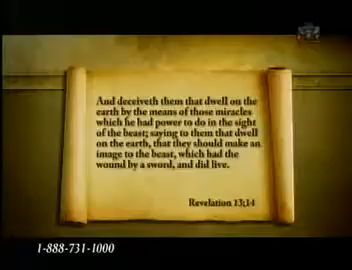 And deceiveth them that dwell on the
earth by the means of those miracles
which he had power to do in the sight
of the beast; saying to them that dwell
on the earth, that they should make an
image to the beast, which had the
wound by a sword, and did live.
Revelation 13;14
1-888-731-1000